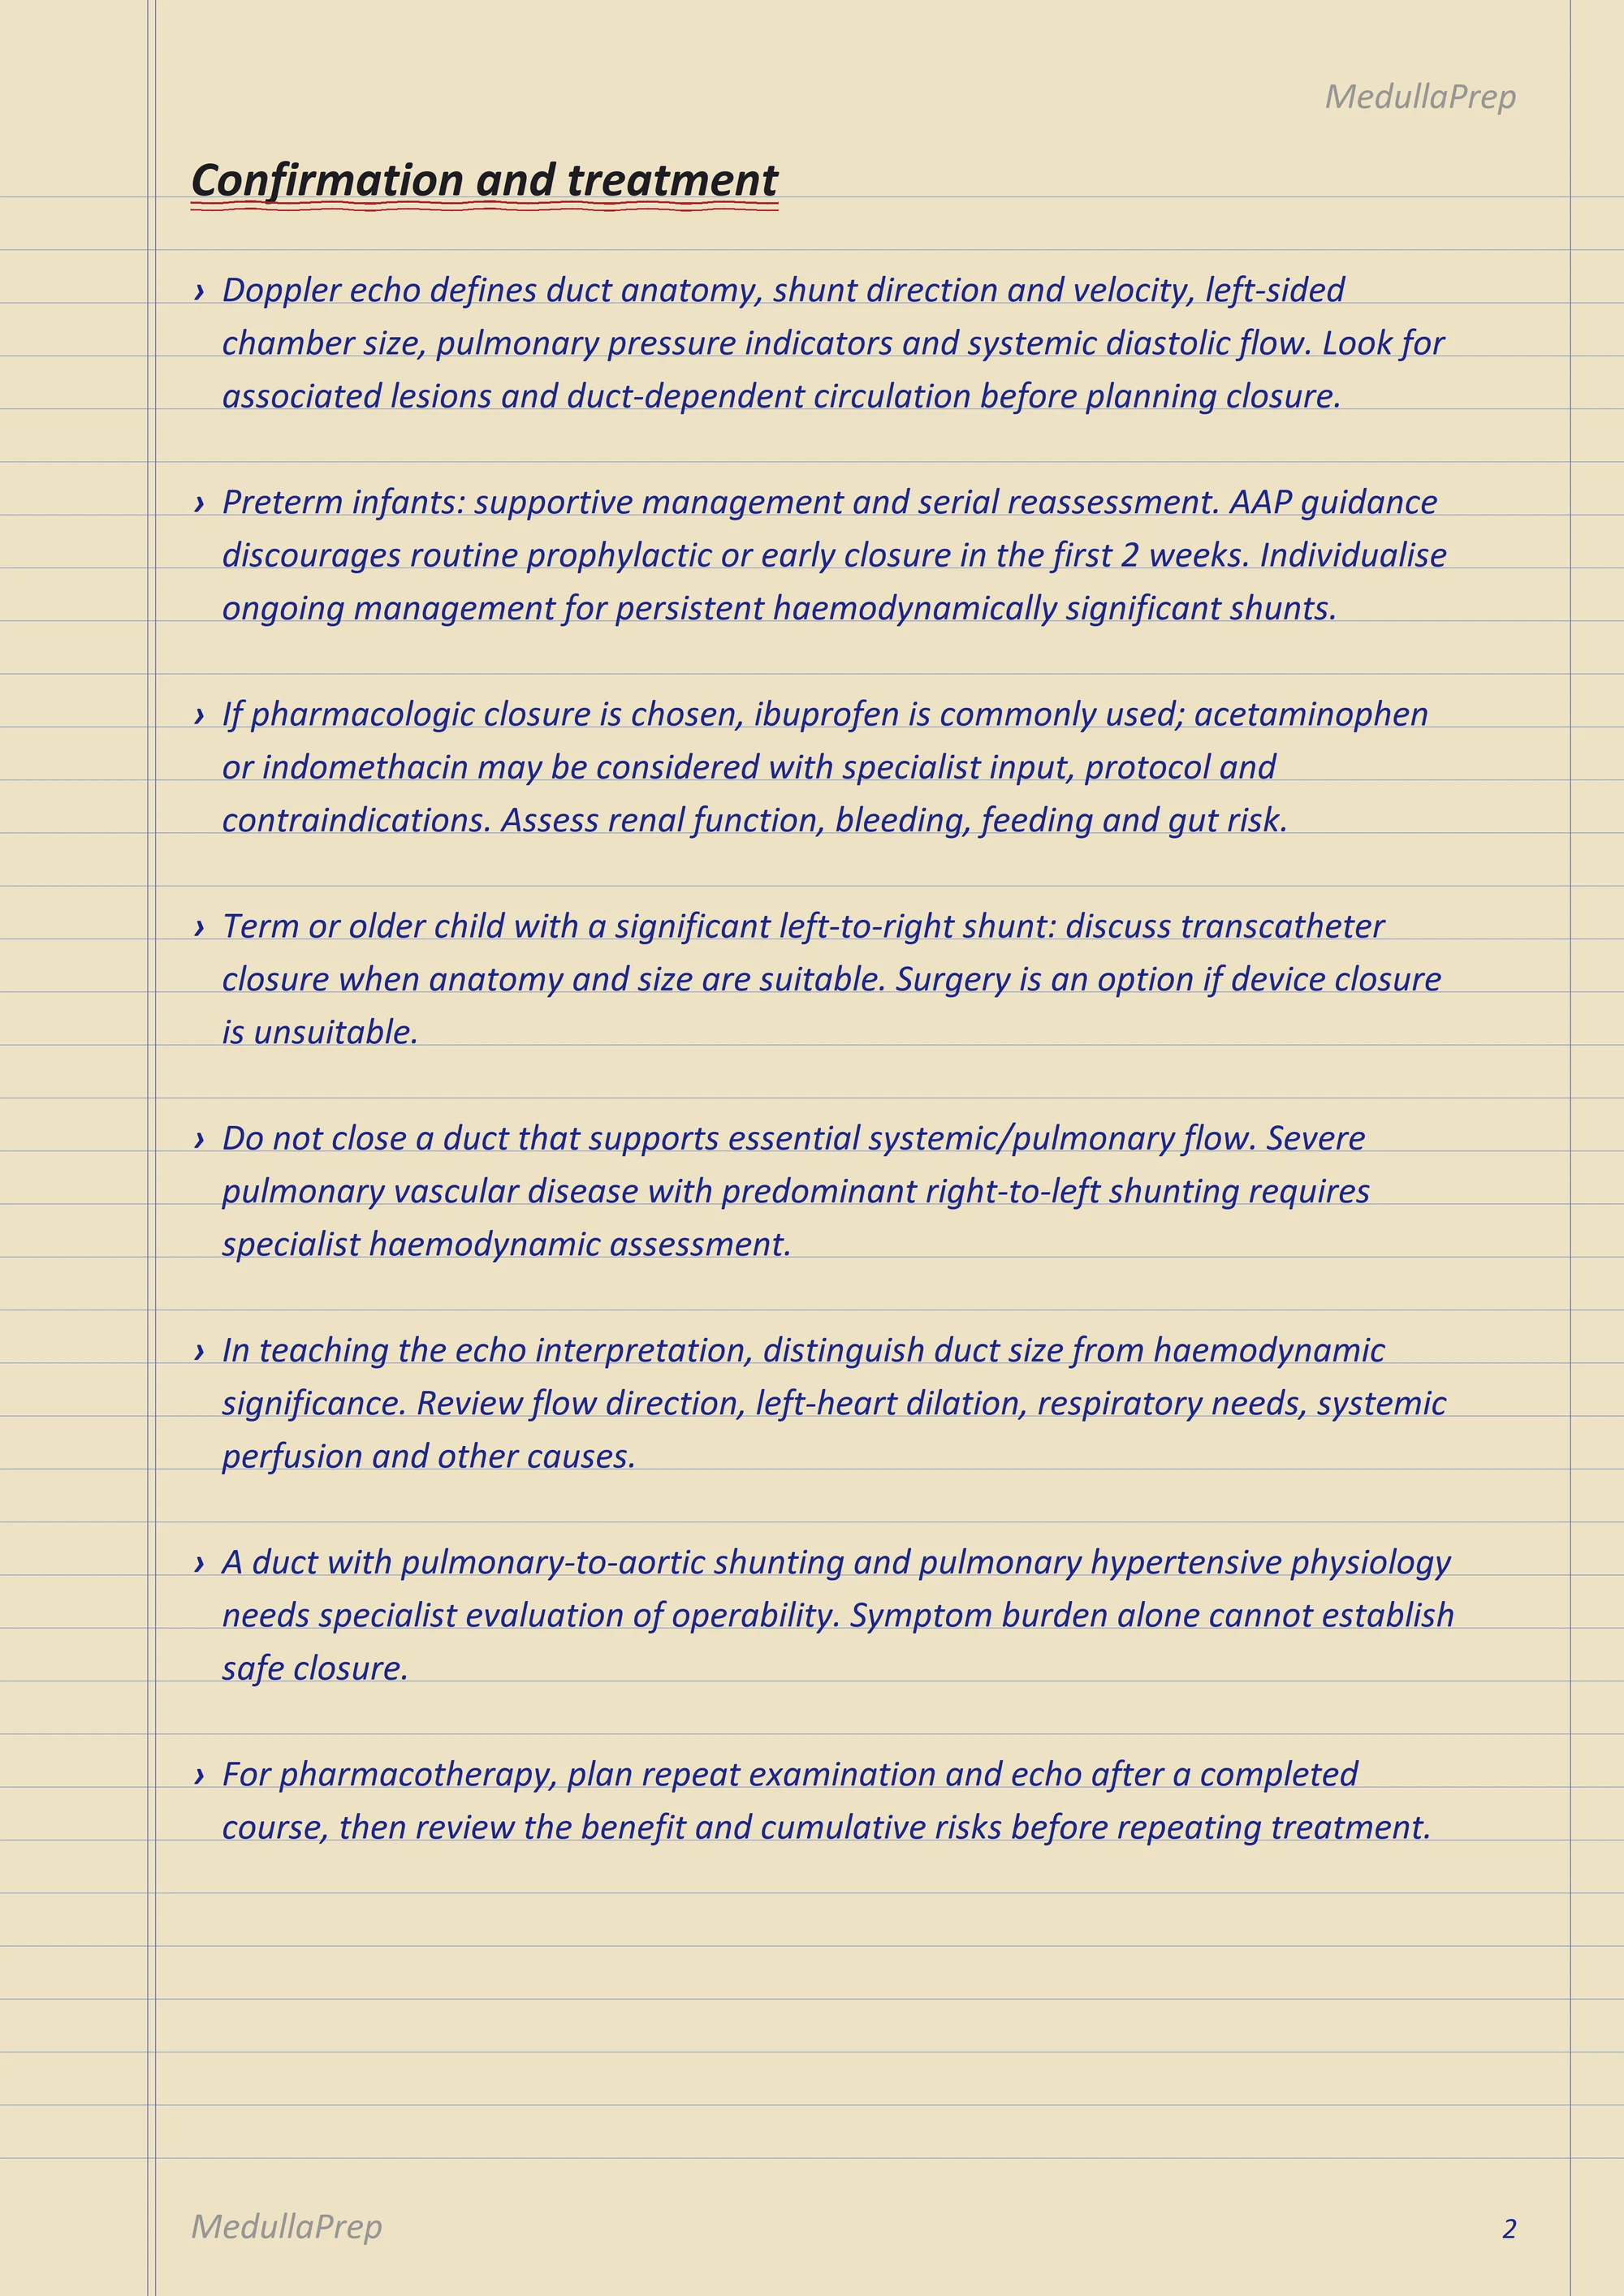 MedullaPrep
Confirmation and treatment
› Doppler echo defines duct anatomy, shunt direction and velocity, left-sided
chamber size, pulmonary pressure indicators and systemic diastolic flow. Look for
associated lesions and duct-dependent circulation before planning closure.
› Preterm infants: supportive management and serial reassessment. AAP guidance
discourages routine prophylactic or early closure in the first 2 weeks. Individualise
ongoing management for persistent haemodynamically significant shunts.
› If pharmacologic closure is chosen, ibuprofen is commonly used; acetaminophen
or indomethacin may be considered with specialist input, protocol and
contraindications. Assess renal function, bleeding, feeding and gut risk.
› Term or older child with a significant left-to-right shunt: discuss transcatheter
closure when anatomy and size are suitable. Surgery is an option if device closure
is unsuitable.
› Do not close a duct that supports essential systemic/pulmonary flow. Severe
pulmonary vascular disease with predominant right-to-left shunting requires
specialist haemodynamic assessment.
› In teaching the echo interpretation, distinguish duct size from haemodynamic
significance. Review flow direction, left-heart dilation, respiratory needs, systemic
perfusion and other causes.
› A duct with pulmonary-to-aortic shunting and pulmonary hypertensive physiology
needs specialist evaluation of operability. Symptom burden alone cannot establish
safe closure.
› For pharmacotherapy, plan repeat examination and echo after a completed
course, then review the benefit and cumulative risks before repeating treatment.
MedullaPrep
2